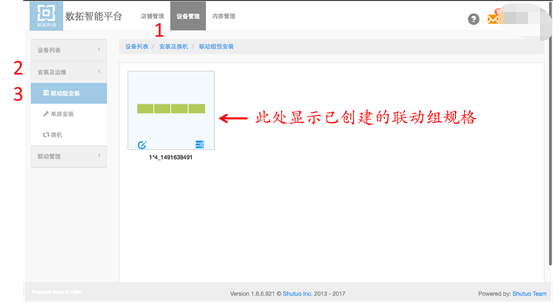 数拓智能平台
店铺管理 设备管理 内容管理
1
设备列表
2 安装及运维
3 联动组安装
单屏安装
换机
联动管理
设备列表 / 安装及换机 / 联动组预安装
此处显示已创建的联动组规格
1*4_1491638491
Version 1.8.6.921 © Shutuo Inc. 2013 - 2017
Powered by: Shutuo Team